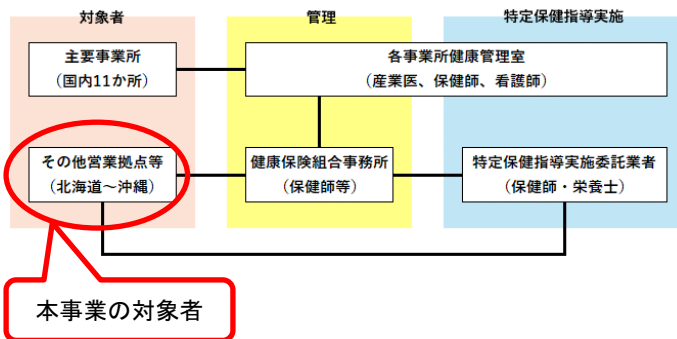 対象者
管理
特定保健指導実施
主要事業所
（国内11か所）
各事業所健康管理室
（産業医、保健師、看護師）
その他営業拠点等
（北海道～沖縄）
健康保険組合事務所
（保健師等）
特定保健指導実施委託業者
（保健師・栄養士）
本事業の対象者